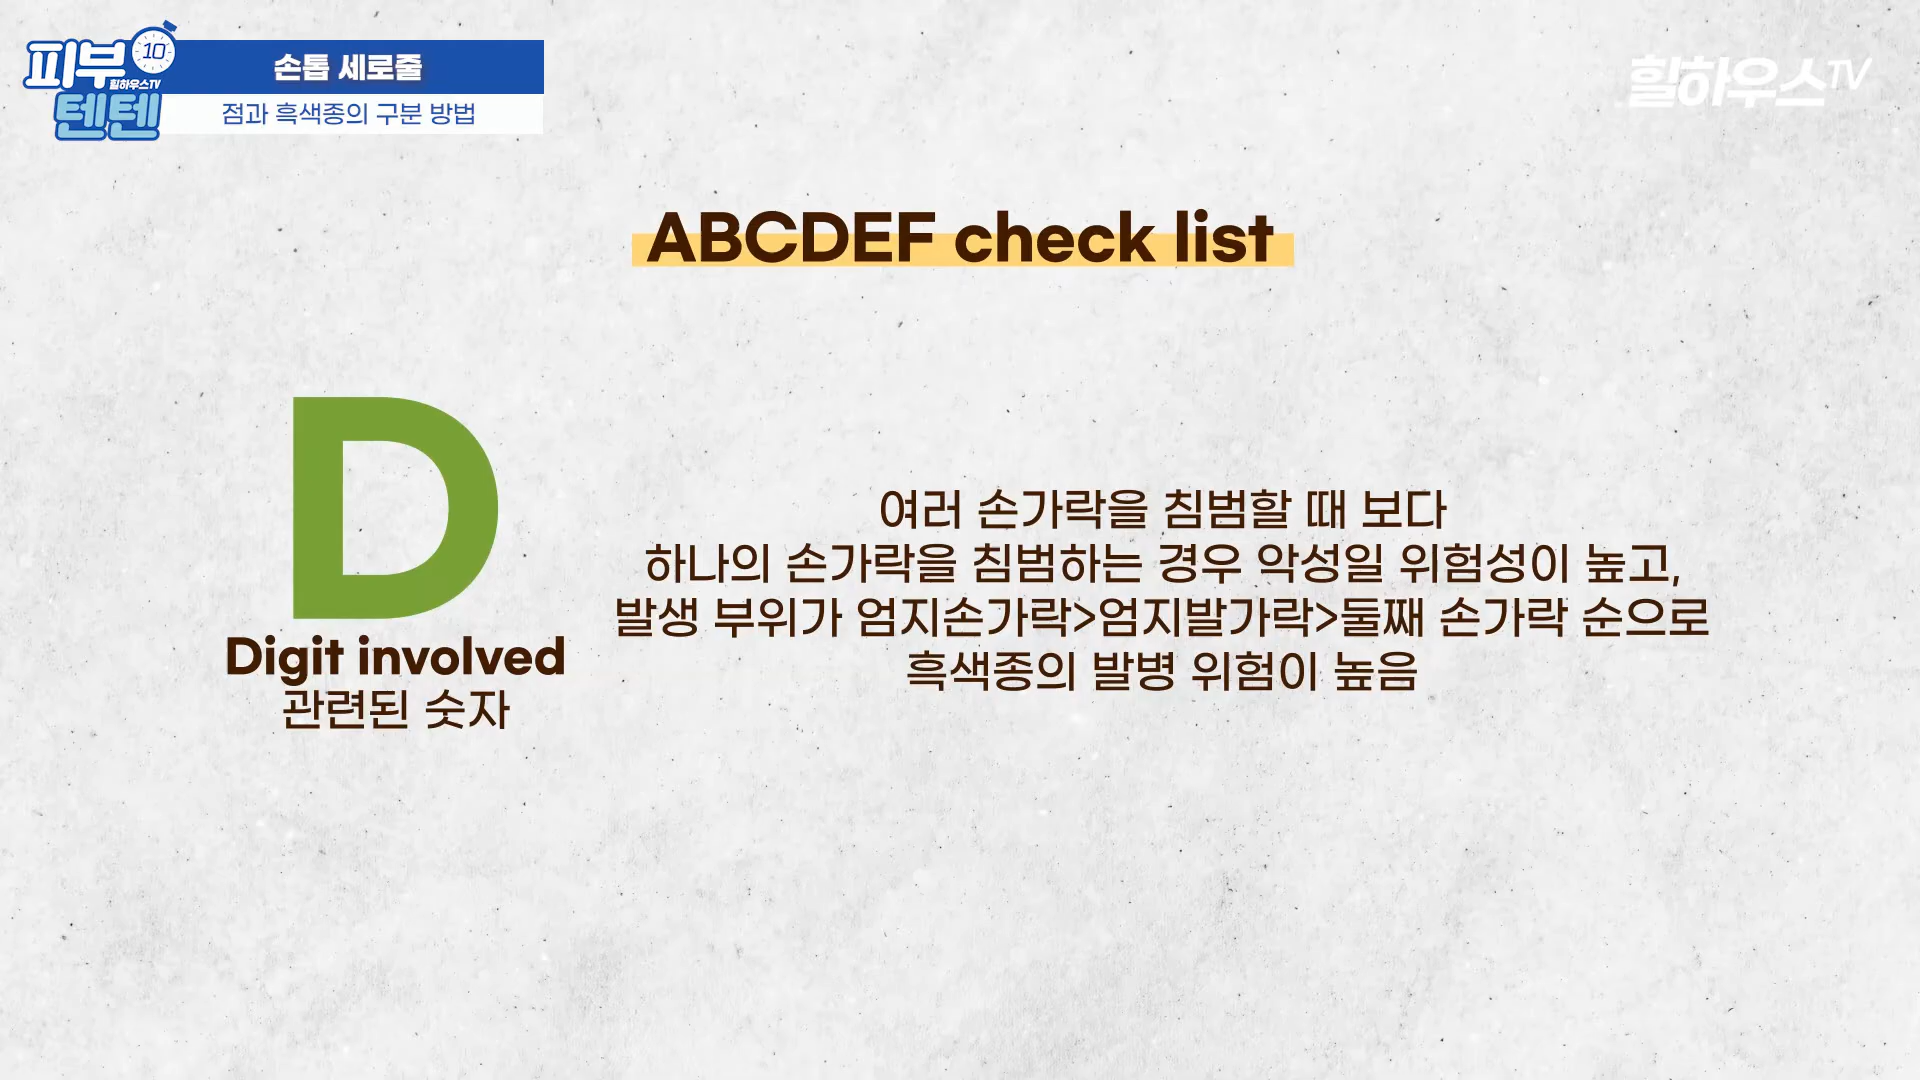 피부
10
힐하우스TV
텐텐
손톱 세로줄
점과 흑색종의 구분 방법
힐하우스TV
ABCDEF check list
D
Digit involved
관련된 숫자
여러 손가락을 침범할 때 보다
하나의 손가락을 침범하는 경우 악성일 위험성이 높고,
발생 부위가 엄지손가락>엄지발가락>둘째 손가락 순으로
흑색종의 발병 위험이 높음